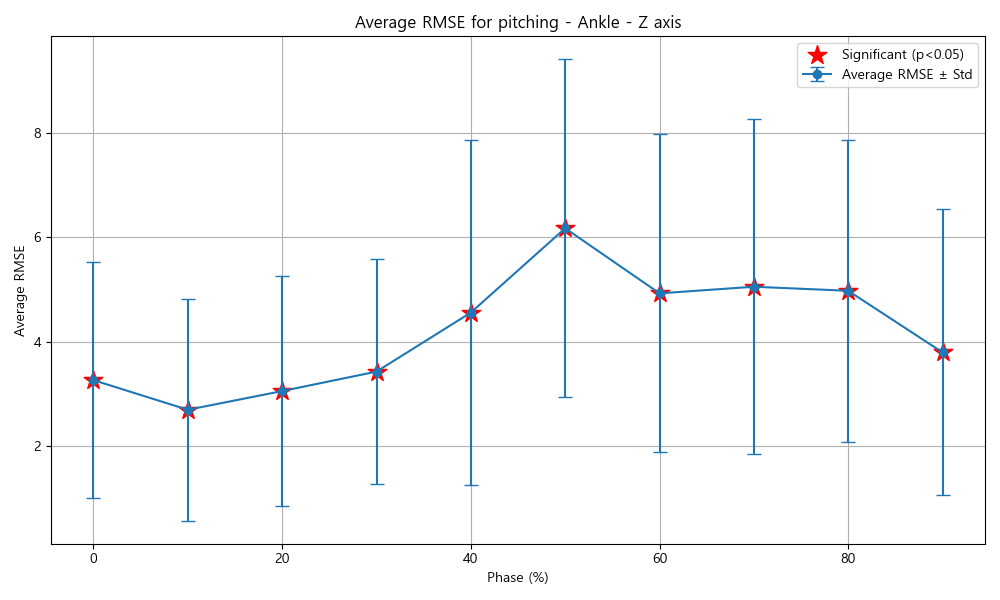 Average RMSE for pitching - Ankle - Z axis
Significant (p<0.05)
Average RMSE ± Std
Average RMSE
8
6
4
2
0
20
40
60
80
Phase (%)